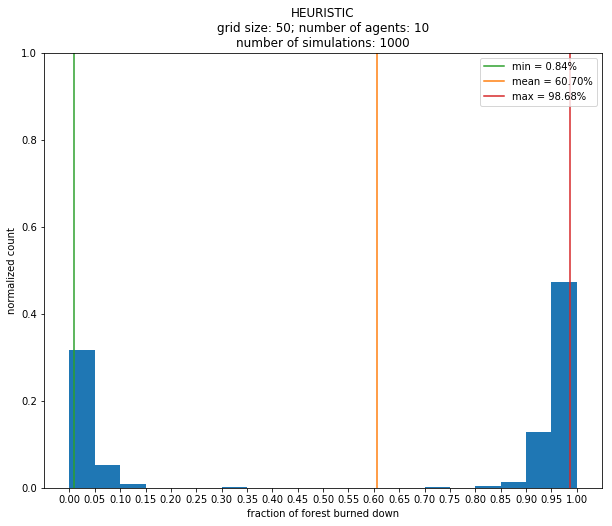 HEURISTIC
grid size: 50; number of agents: 10
number of simulations: 1000
min = 0.84%
mean = 60.70%
max = 98.68%
normalized count
1.0
0.8
0.6
0.4
0.2
0.0
0.00 0.05 0.10 0.15 0.20 0.25 0.30 0.35 0.40 0.45 0.50 0.55 0.60 0.65 0.70 0.75 0.80 0.85 0.90 0.95 1.00
fraction of forest burned down